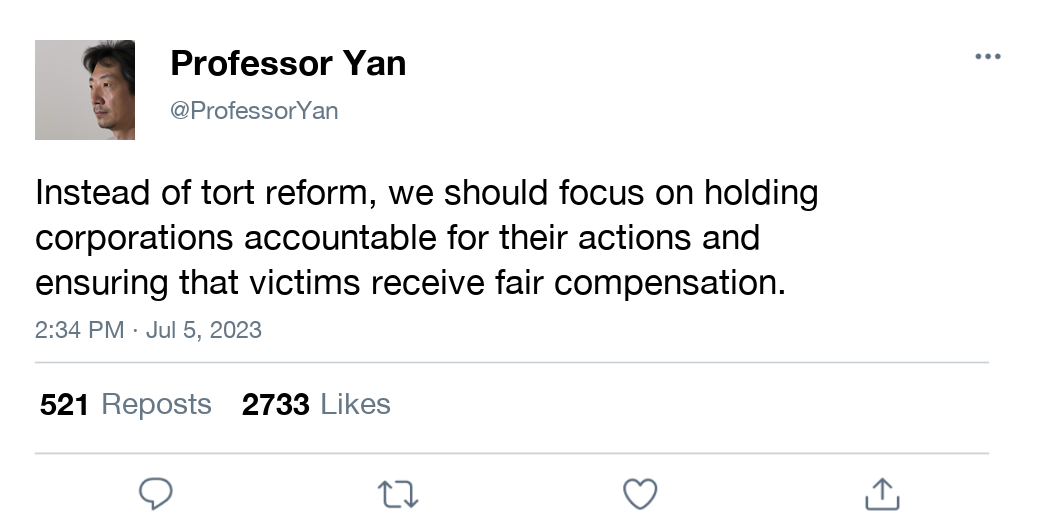 Professor Yan
@ProfessorYan
Instead of tort reform, we should focus on holding
corporations accountable for their actions and
ensuring that victims receive fair compensation.
2:34 PM · Jul 5, 2023
521 Reposts 2733 Likes